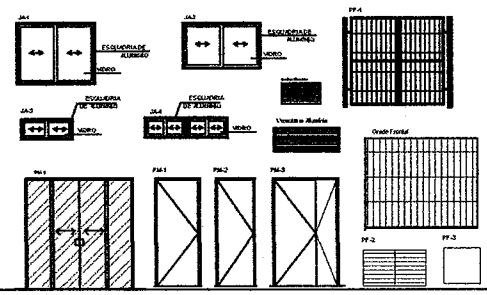 JA-1
ESQUADRIA DE
ALUMINIO
VIDRO
JA-2
ESQUADRIA DE
ALUMINIO
VIDRO
PF-1
JA-3
ESQUADRIA
DE ALUMINIO
VIDRO
JA-4
ESQUADRIA
DE ALUMINIO
VIDRO
Veneziana Alumínio
Grade Frontal
PM-1
PM-2
PM-3
PF-2
PF-3